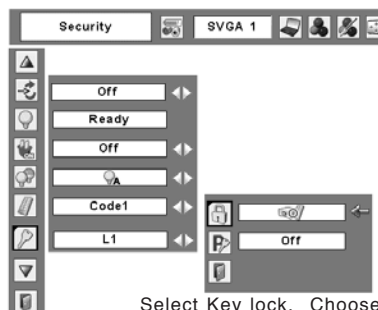 Security
SVGA 1
Off
Ready
Off
A
Code1
L1
P
Off
Select Key lock. Choose